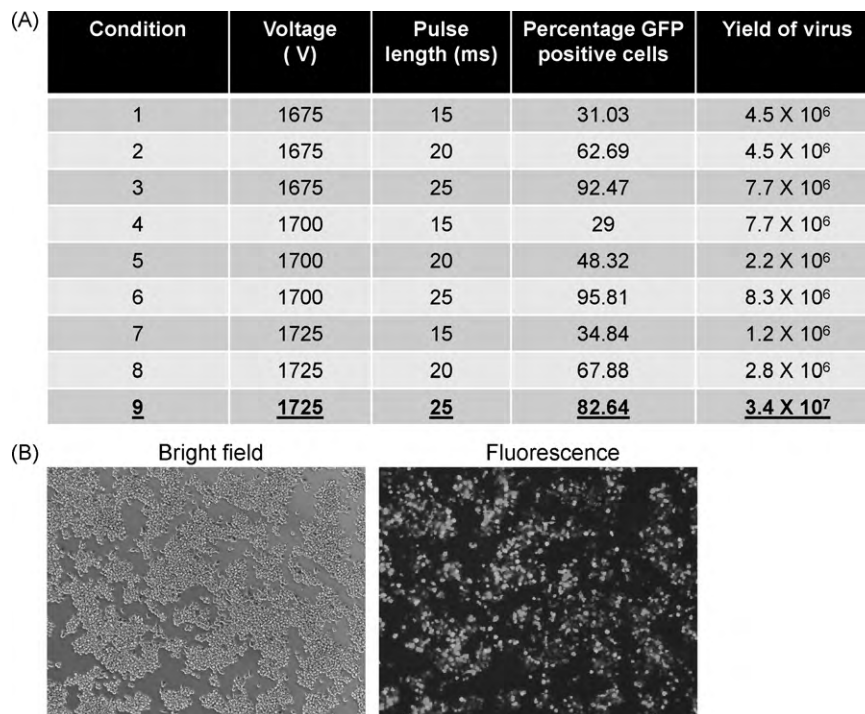 (A)
Condition Voltage ( V) Pulse length (ms) Percentage GFP positive cells Yield of virus
1 1675 15 31.03 4.5 X 10⁶
2 1675 20 62.69 4.5 X 10⁶
3 1675 25 92.47 7.7 X 10⁶
4 1700 15 29 7.7 X 10⁶
5 1700 20 48.32 2.2 X 10⁶
6 1700 25 95.81 8.3 X 10⁶
7 1725 15 34.84 1.2 X 10⁶
8 1725 20 67.88 2.8 X 10⁶
9 1725 25 82.64 3.4 X 10⁷
(B)
Bright field Fluorescence